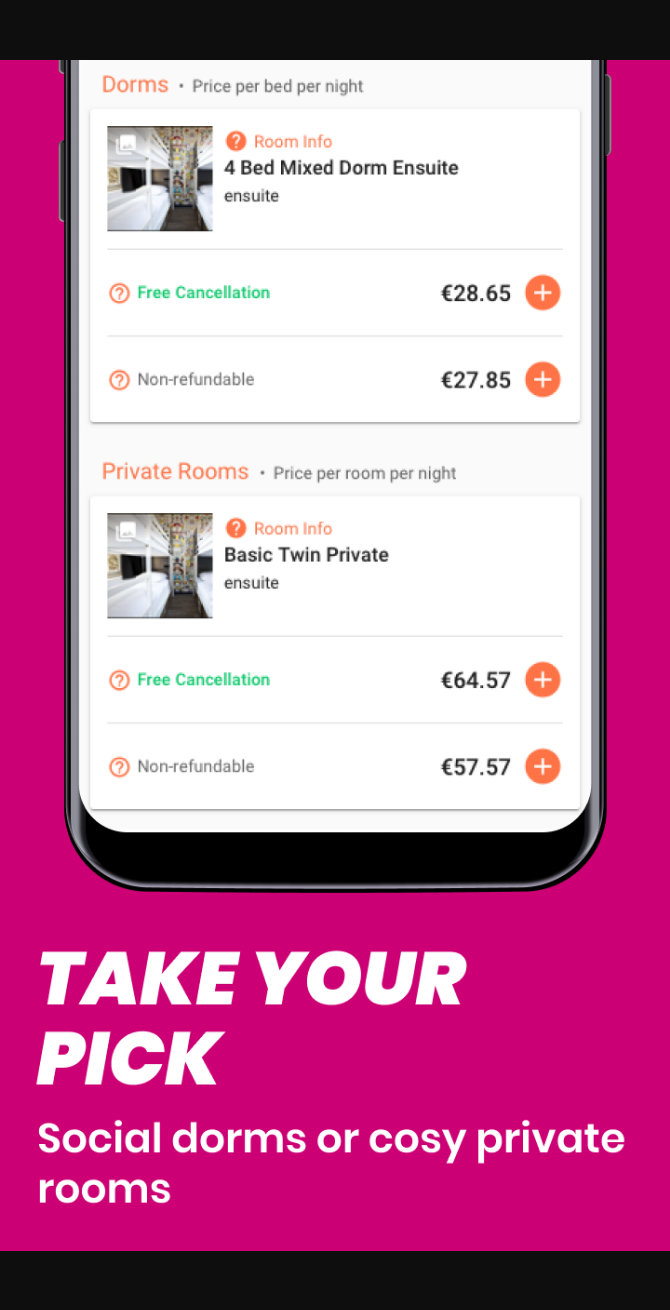 Dorms • Price per bed per night
Room Info
4 Bed Mixed Dorm Ensuite
ensuite
Free Cancellation €28.65
Non-refundable €27.85
Private Rooms • Price per room per night
Room Info
Basic Twin Private
ensuite
Free Cancellation €64.57
Non-refundable €57.57
TAKE YOUR
PICK
Social dorms or cosy private
rooms